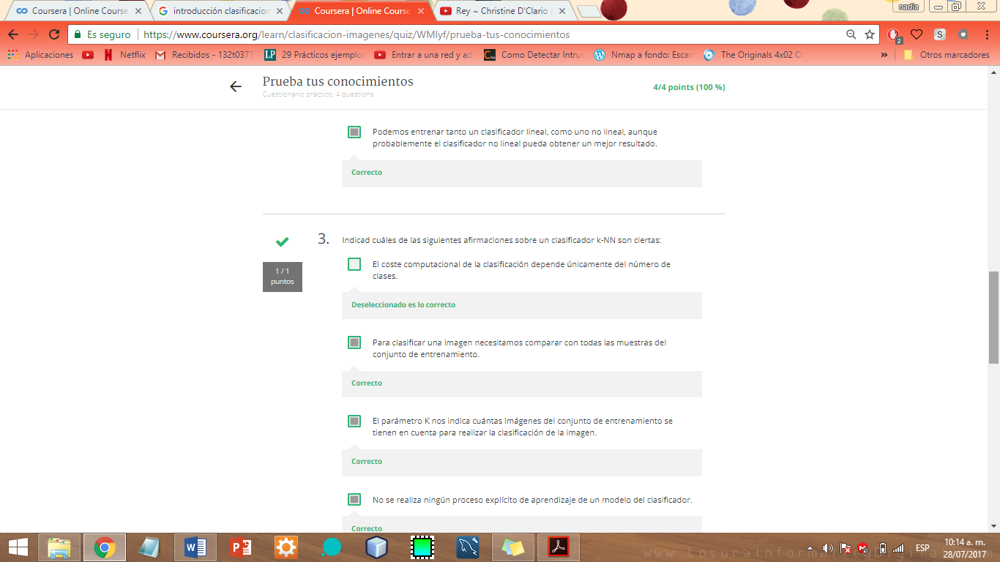 Coursera | Online Course
introducción clasificacion
Coursera | Online Course
Rey ~ Christine D'Clario
nadia
Es seguro
https://www.coursera.org/learn/clasificacion-imagenes/quiz/WMlyf/prueba-tus-conocimientos
2
Aplicaciones
Netflix
Recibidos - 132t0377
29 Prácticos ejemplo
Entrar a una red y ad
Como Detectar Intrus
Nmap a fondo: Escan
The Originals 4x02 O
»
Otros marcadores
Prueba tus conocimientos
Cuestionario práctico, 4 questions
4/4 points (100 %)
Podemos entrenar tanto un clasificador lineal, como uno no lineal, aunque
probablemente el clasificador no lineal pueda obtener un mejor resultado.
Correcto
3.
Indicad cuáles de las siguientes afirmaciones sobre un clasificador k-NN son ciertas:
1 / 1
puntos
El coste computacional de la clasificación depende únicamente del número de
clases.
Deseleccionado es lo correcto
Para clasificar una imagen necesitamos comparar con todas las muestras del
conjunto de entrenamiento.
Correcto
El parámetro K nos indica cuántas imágenes del conjunto de entrenamiento se
tienen en cuenta para realizar la clasificación de la imagen.
Correcto
No se realiza ningún proceso explícito de aprendizaje de un modelo del clasificador.
Correcto
ESP
10:14 a. m.
28/07/2017